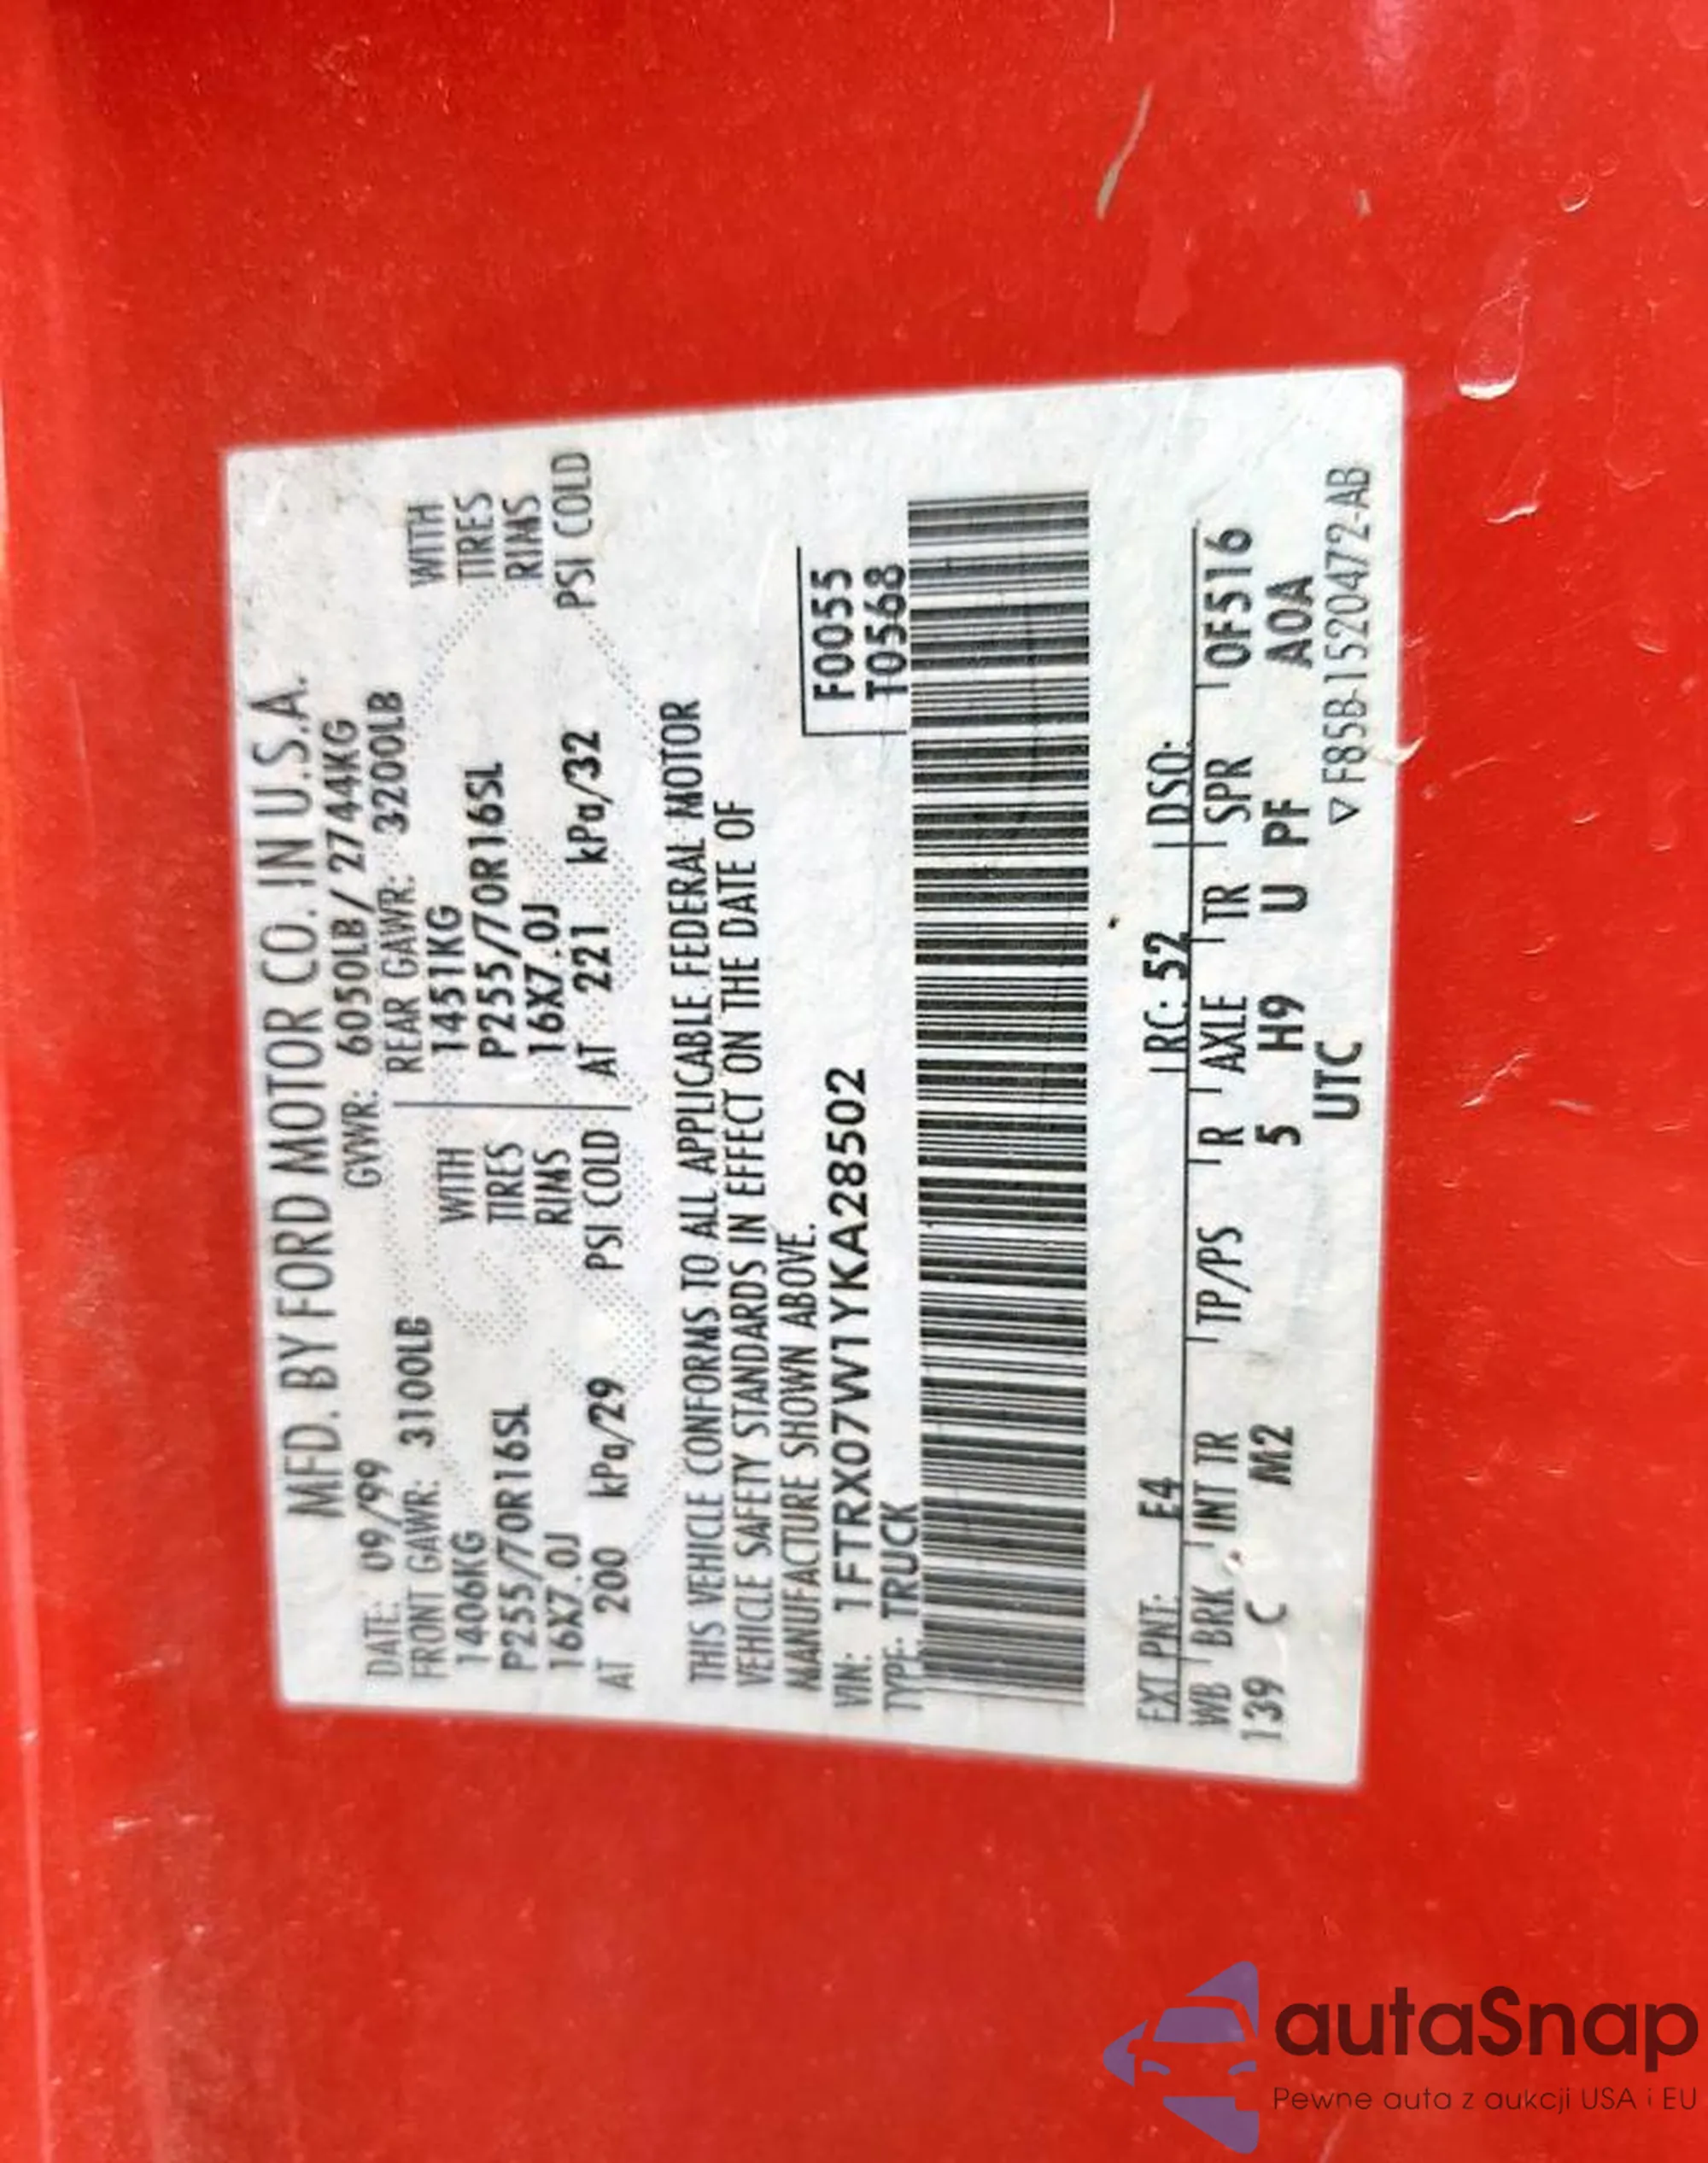 MFD. BY FORD MOTOR CO. IN U.S.A.
DATE: 09/99 GVWR: 6050LB/ 2744KG
FRONT GAWR: 3100LB REAR GAWR: 3200LB
1406KG WITH 1451KG WITH
P255/70R16SL TIRES P255/70R16SL TIRES
16X7.0J RIMS 16X7.0J RIMS
AT 200 kPa/29 PSI COLD AT 221 kPa/32 PSI COLD
THIS VEHICLE CONFORMS TO ALL APPLICABLE FEDERAL MOTOR
VEHICLE SAFETY STANDARDS IN EFFECT ON THE DATE OF
MANUFACTURE SHOWN ABOVE.
VIN: 1FTRX07W1YKA28502 F0055
TYPE: TRUCK T0568
EXT PNT: E4 RC: 52 DSO:
WB BRK INT TR TP/PS R AXLE TR SPR 0F516
139 C M2 5 H9 U PF A0A
UTC ▽ F85B-1520472-AB
autaSnap
Pewne auta z aukcji USA i EU